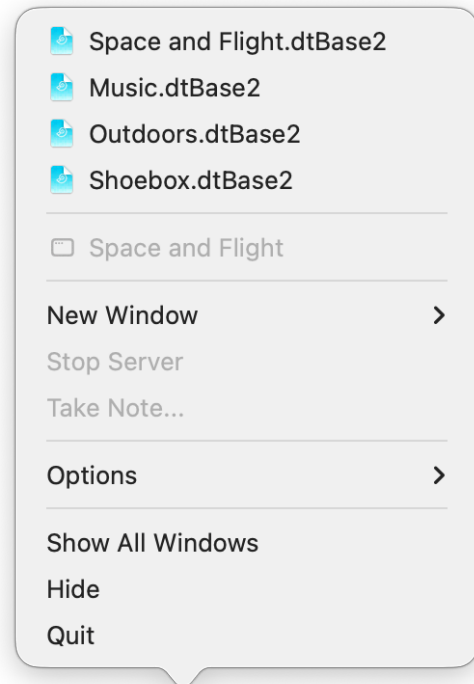 Space and Flight.dtBase2
Music.dtBase2
Outdoors.dtBase2
Shoebox.dtBase2
Space and Flight
New Window
Stop Server
Take Note...
Options
Show All Windows
Hide
Quit